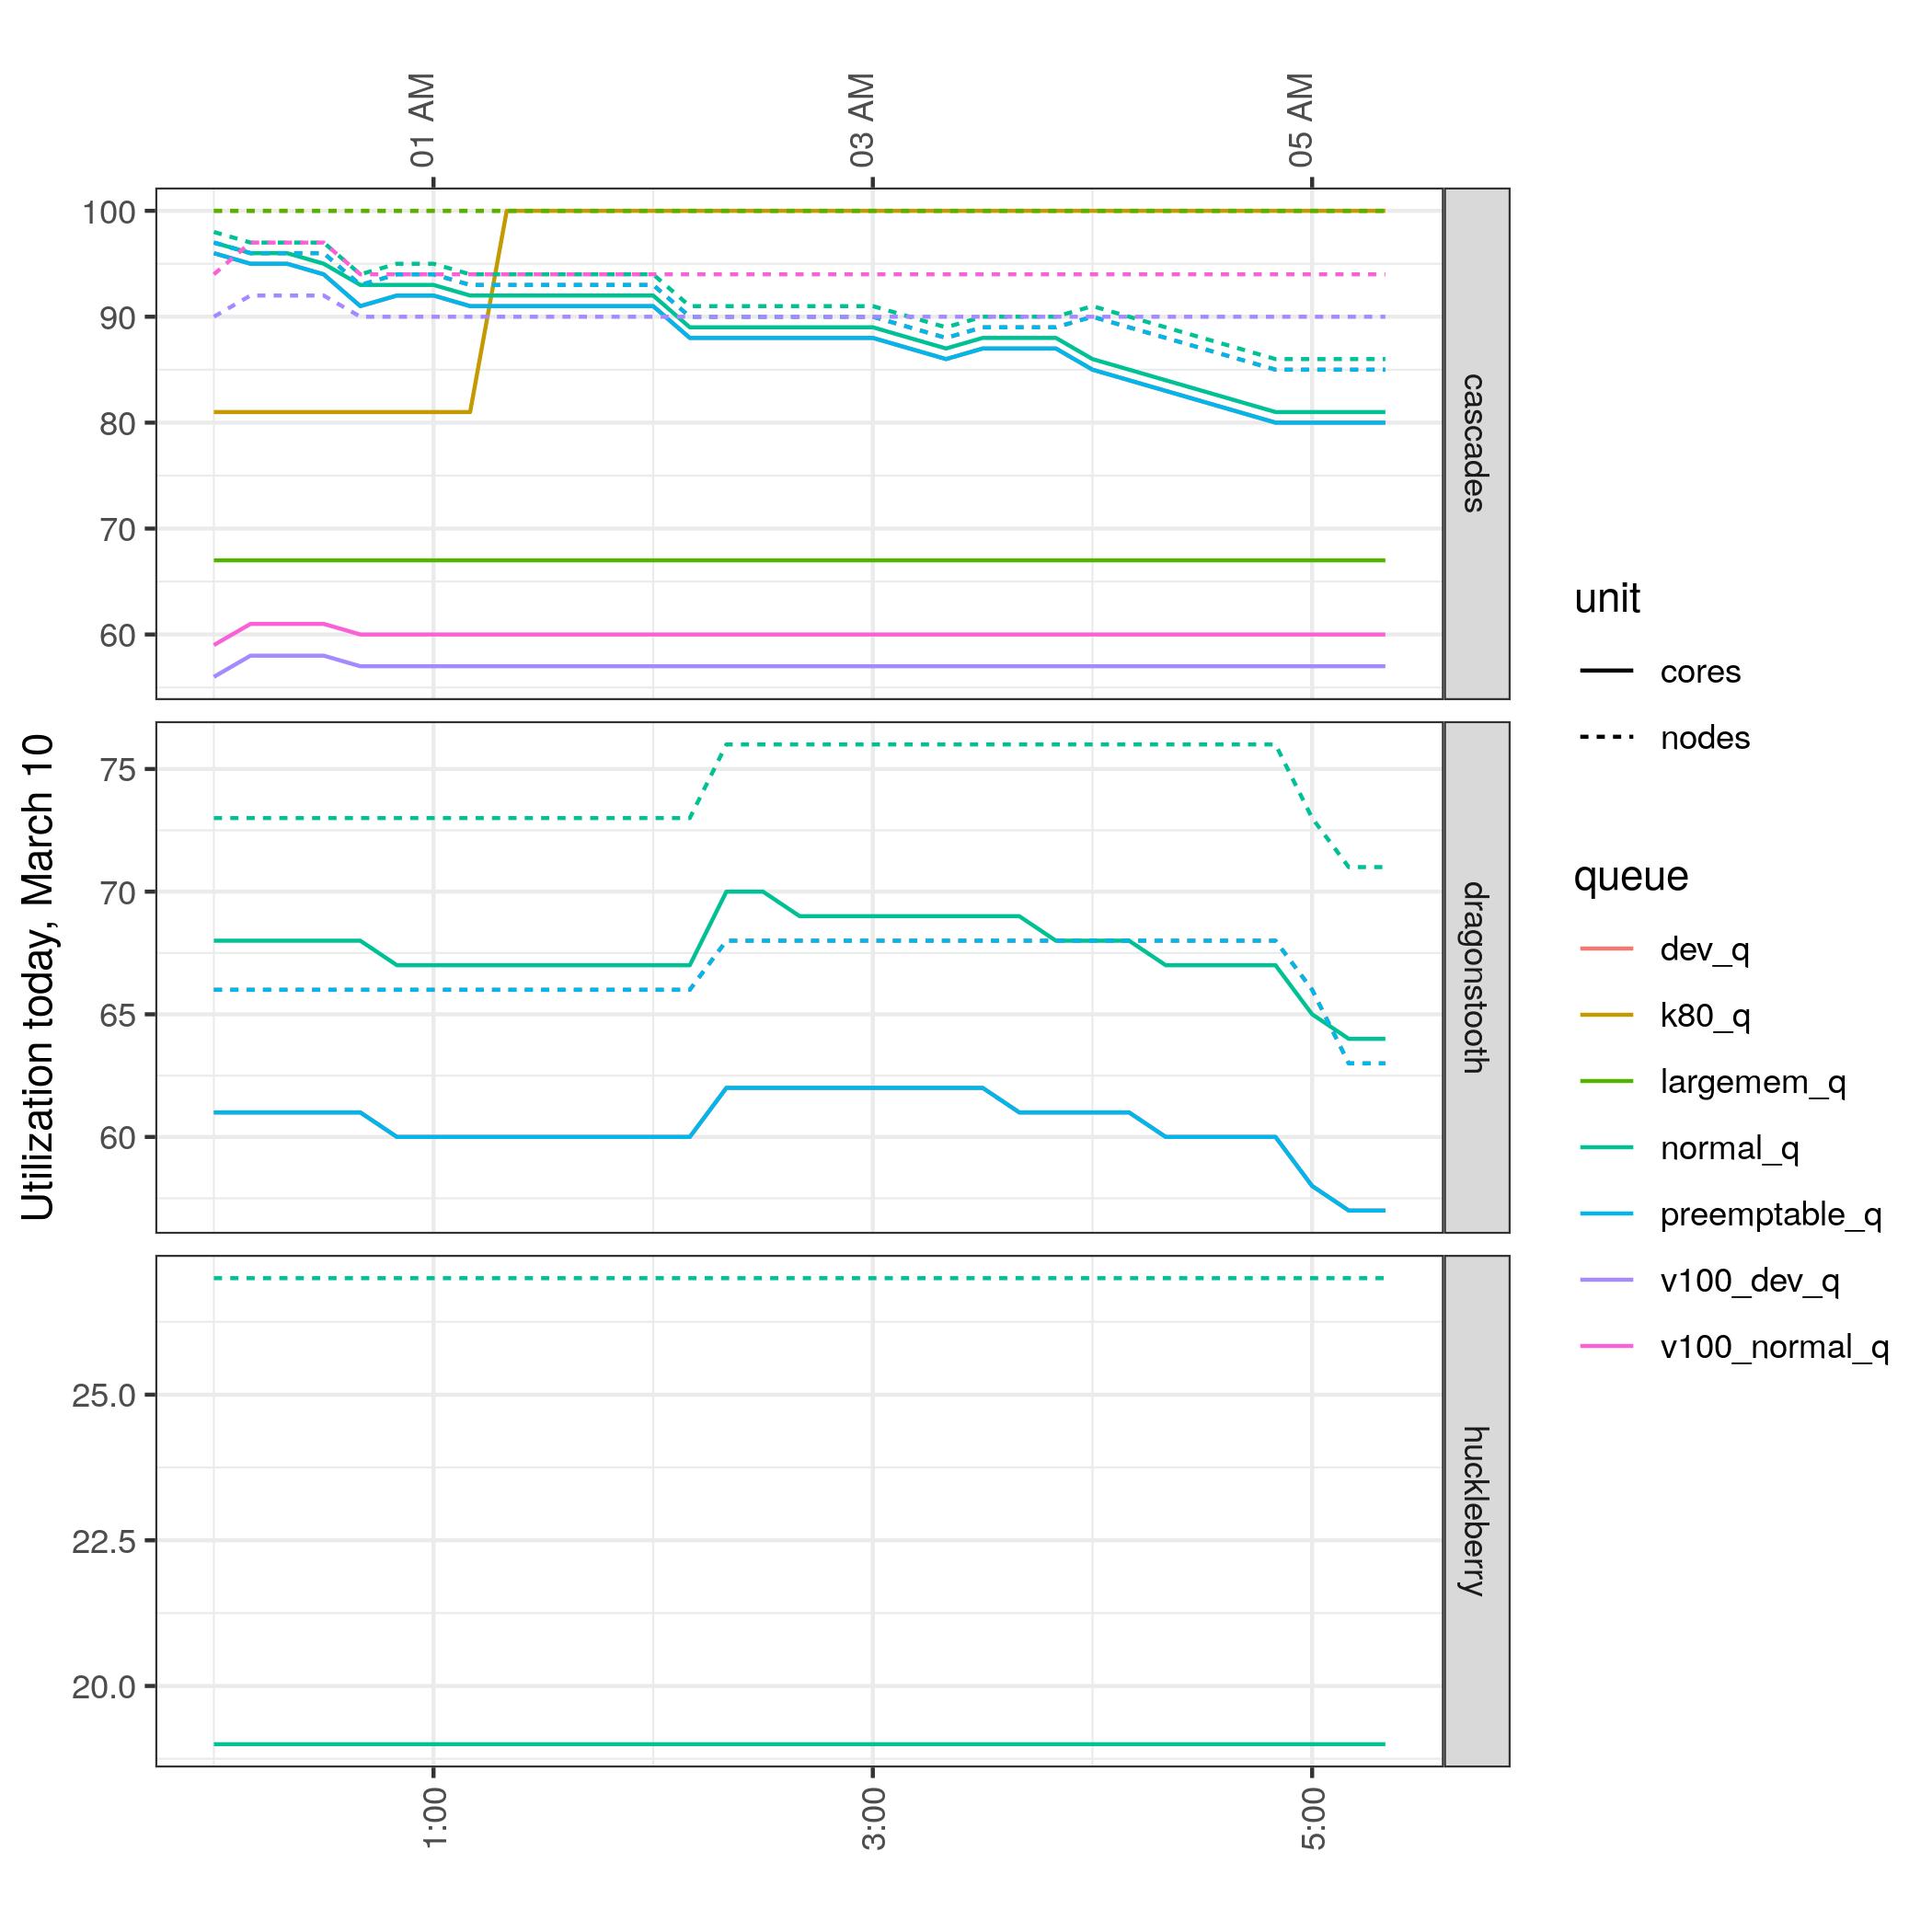 01 AM
03 AM
05 AM
Utilization today, March 10
100
90
80
70
60
cascades
75
70
65
60
dragonstooth
25.0
22.5
20.0
huckleberry
1:00
3:00
5:00
unit
cores
nodes
queue
dev_q
k80_q
largemem_q
normal_q
preemptable_q
v100_dev_q
v100_normal_q